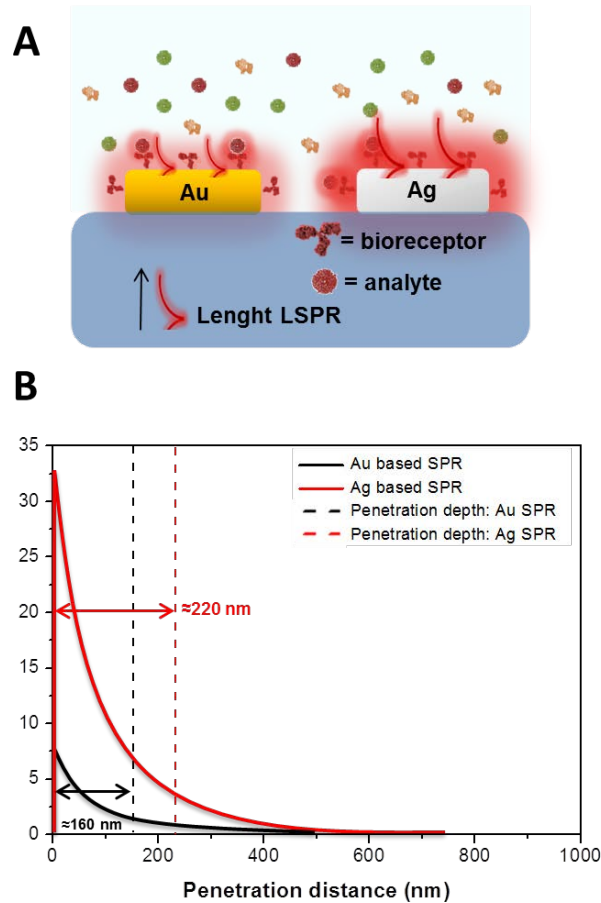 A
Au
Ag
= bioreceptor
= analyte
Lenght LSPR
B
35
30
25
20
15
10
5
0
Au based SPR
Ag based SPR
Penetration depth: Au SPR
Penetration depth: Ag SPR
≈220 nm
≈160 nm
0 200 400 600 800 1000
Penetration distance (nm)